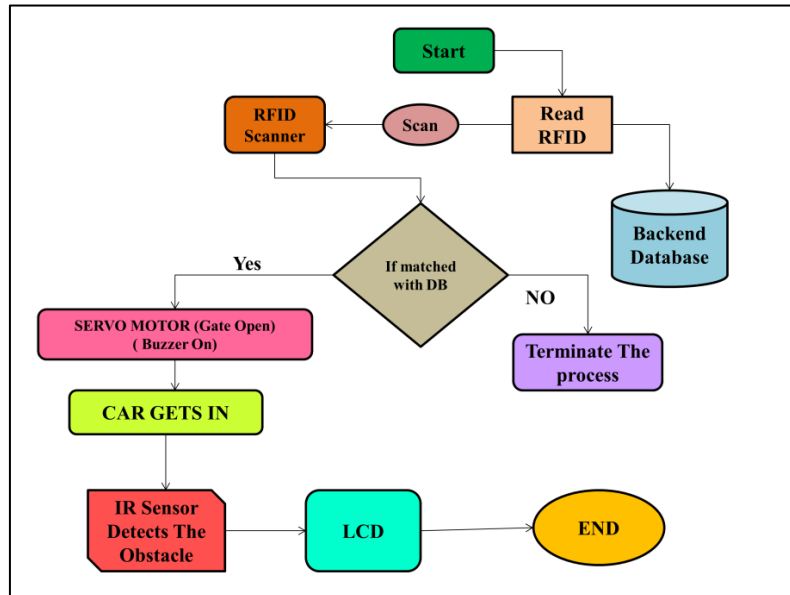 Start
RFID
Scanner
Scan
Read
RFID
Backend
Database
If matched
with DB
Yes
NO
SERVO MOTOR (Gate Open)
( Buzzer On)
Terminate The
process
CAR GETS IN
IR Sensor
Detects The
Obstacle
LCD
END